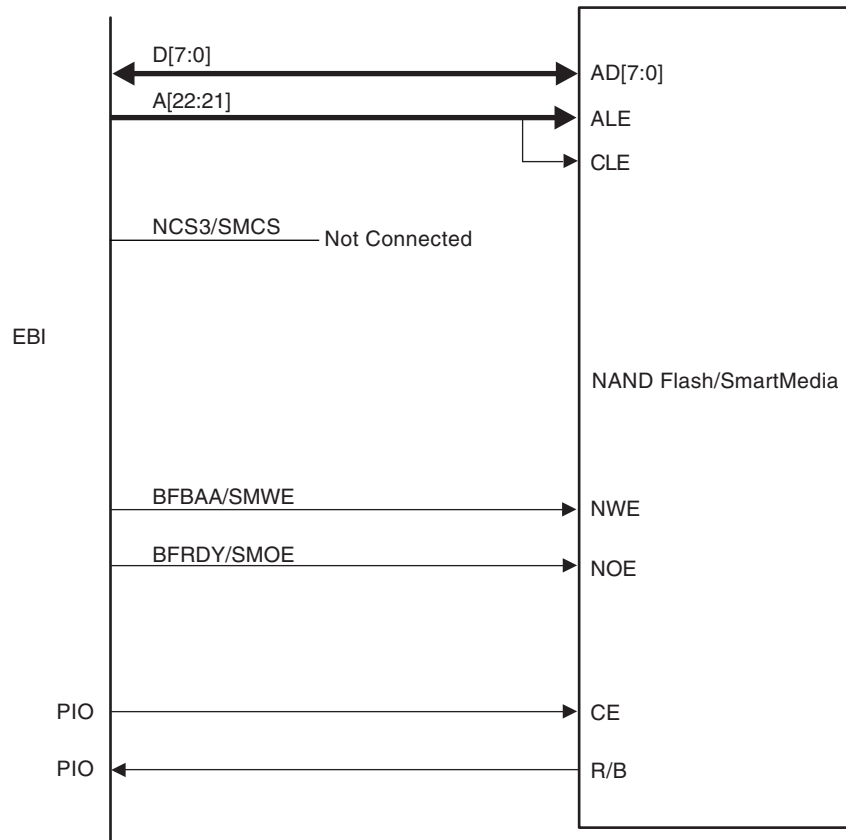 D[7:0]
AD[7:0]
A[22:21]
ALE
CLE
NCS3/SMCS
Not Connected
EBI
NAND Flash/SmartMedia
BFBAA/SMWE
NWE
BFRDY/SMOE
NOE
PIO
CE
PIO
R/B